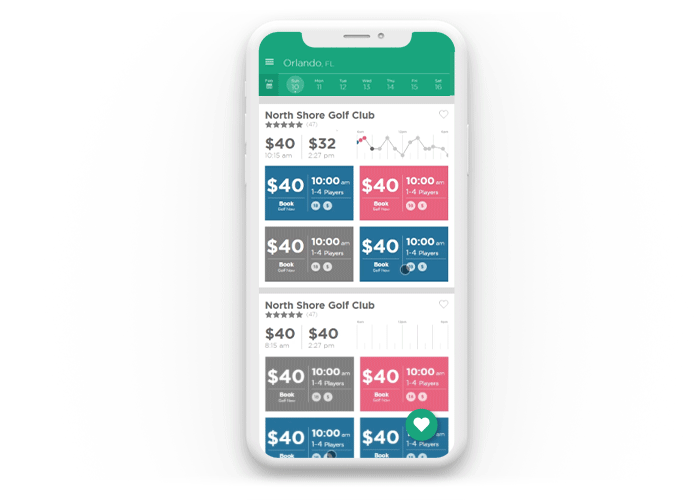 Orlando, FL
Feb Sun Mon Tue Wed Thu Fri Sat
10 11 12 13 14 15 16
North Shore Golf Club
(47)
$40 $32
10:15 am 2:27 pm
$40 10:00 am $40 10:00 am
1-4 Players 1-4 Players
Book Book
Golf Now Golf Now
$40 10:00 am $40 10:00 am
1-4 Players 1-4 Players
Book Book
Golf Now Golf Now
North Shore Golf Club
(47)
$40 $40
8:15 am 2:27 pm
$40 10:00 am $40 10:00 am
1-4 Players 1-4 Players
Book Book
Golf Now Golf Now
$40 10:00 am $40 10:00
1-4 Players 1-4 Players
Book Book